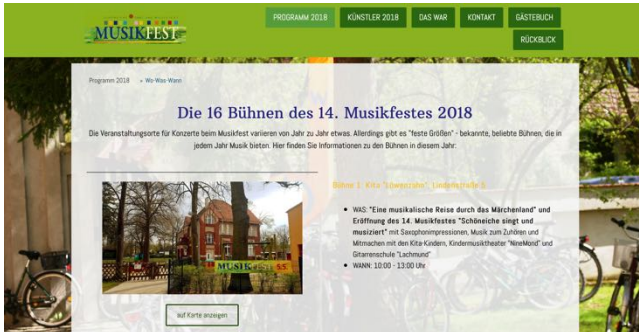 MUSIKFEST
PROGRAMM 2018
KÜNSTLER 2018
DAS WAR
KONTAKT
GÄSTEBUCH
RÜCKBLICK
Programm 2018 » Wo-Was-Wann
Die 16 Bühnen des 14. Musikfestes 2018
Die Veranstaltungsorte für Konzerte beim Musikfest variieren von Jahr zu Jahr etwas. Allerdings gibt es "feste Größen" - bekannte, beliebte Bühnen, die in
jedem Jahr Musik bieten. Hier finden Sie Informationen zu den Bühnen in diesem Jahr:
Bühne 1: Kita "Löwenzahn", Lindenstraße 5
WAS: "Eine musikalische Reise durch das Märchenland" und
Eröffnung des 14. Musikfestes "Schöneiche singt und
musiziert" mit Saxophonimpressionen, Musik zum Zuhören und
Mitmachen mit den Kita-Kindern, Kindermusiktheater "NineMond" und
Gitarrenschule "Lachmund"
WANN: 10:00 - 13:00 Uhr
MUSIK 5.5.
auf Karte anzeigen